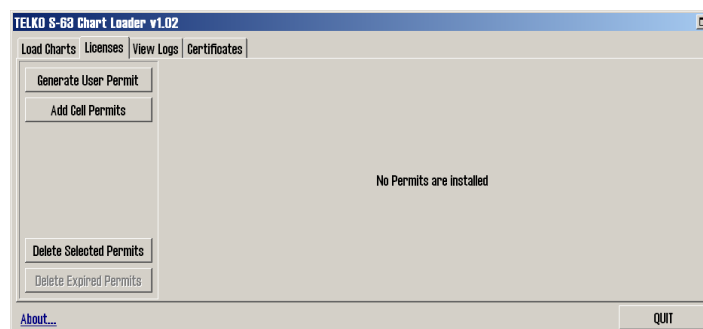 TELKO S-63 Chart Loader v1.02
Load Charts Licenses View Logs Certificates
Generate User Permit
Add Cell Permits
No Permits are installed
Delete Selected Permits
Delete Expired Permits
About... QUIT